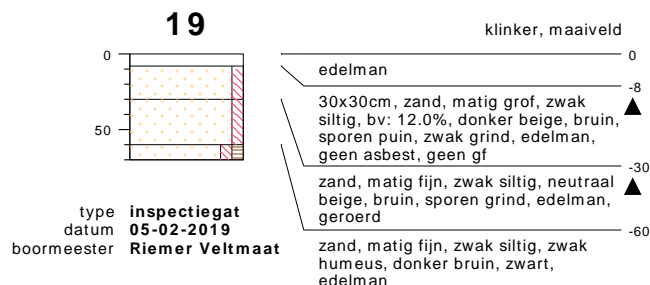 19
klinker, maaiveld
0
0
edelman
-8
30x30cm, zand, matig grof, zwak
siltig, bv: 12.0%, donker beige, bruin,
sporen puin, zwak grind, edelman,
geen asbest, geen gf
50
-30
zand, matig fijn, zwak siltig, neutraal
beige, bruin, sporen grind, edelman,
geroerd
-60
zand, matig fijn, zwak siltig, zwak
humeus, donker bruin, zwart,
edelman
type inspectiegat
datum 05-02-2019
boormeester Riemer Veltmaat